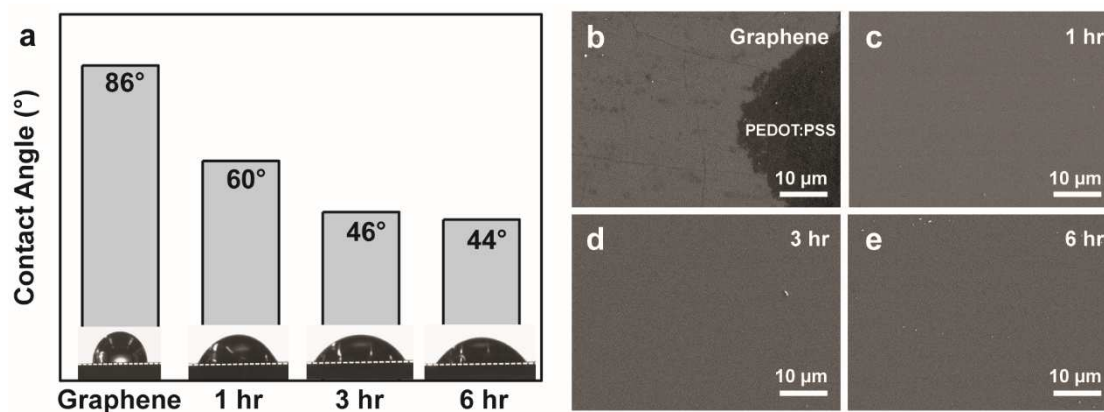 a
Contact Angle (°)
86°
60°
46°
44°
Graphene
1 hr
3 hr
6 hr
b
Graphene
PEDOT:PSS
10 µm
c
1 hr
10 µm
d
3 hr
10 µm
e
6 hr
10 µm